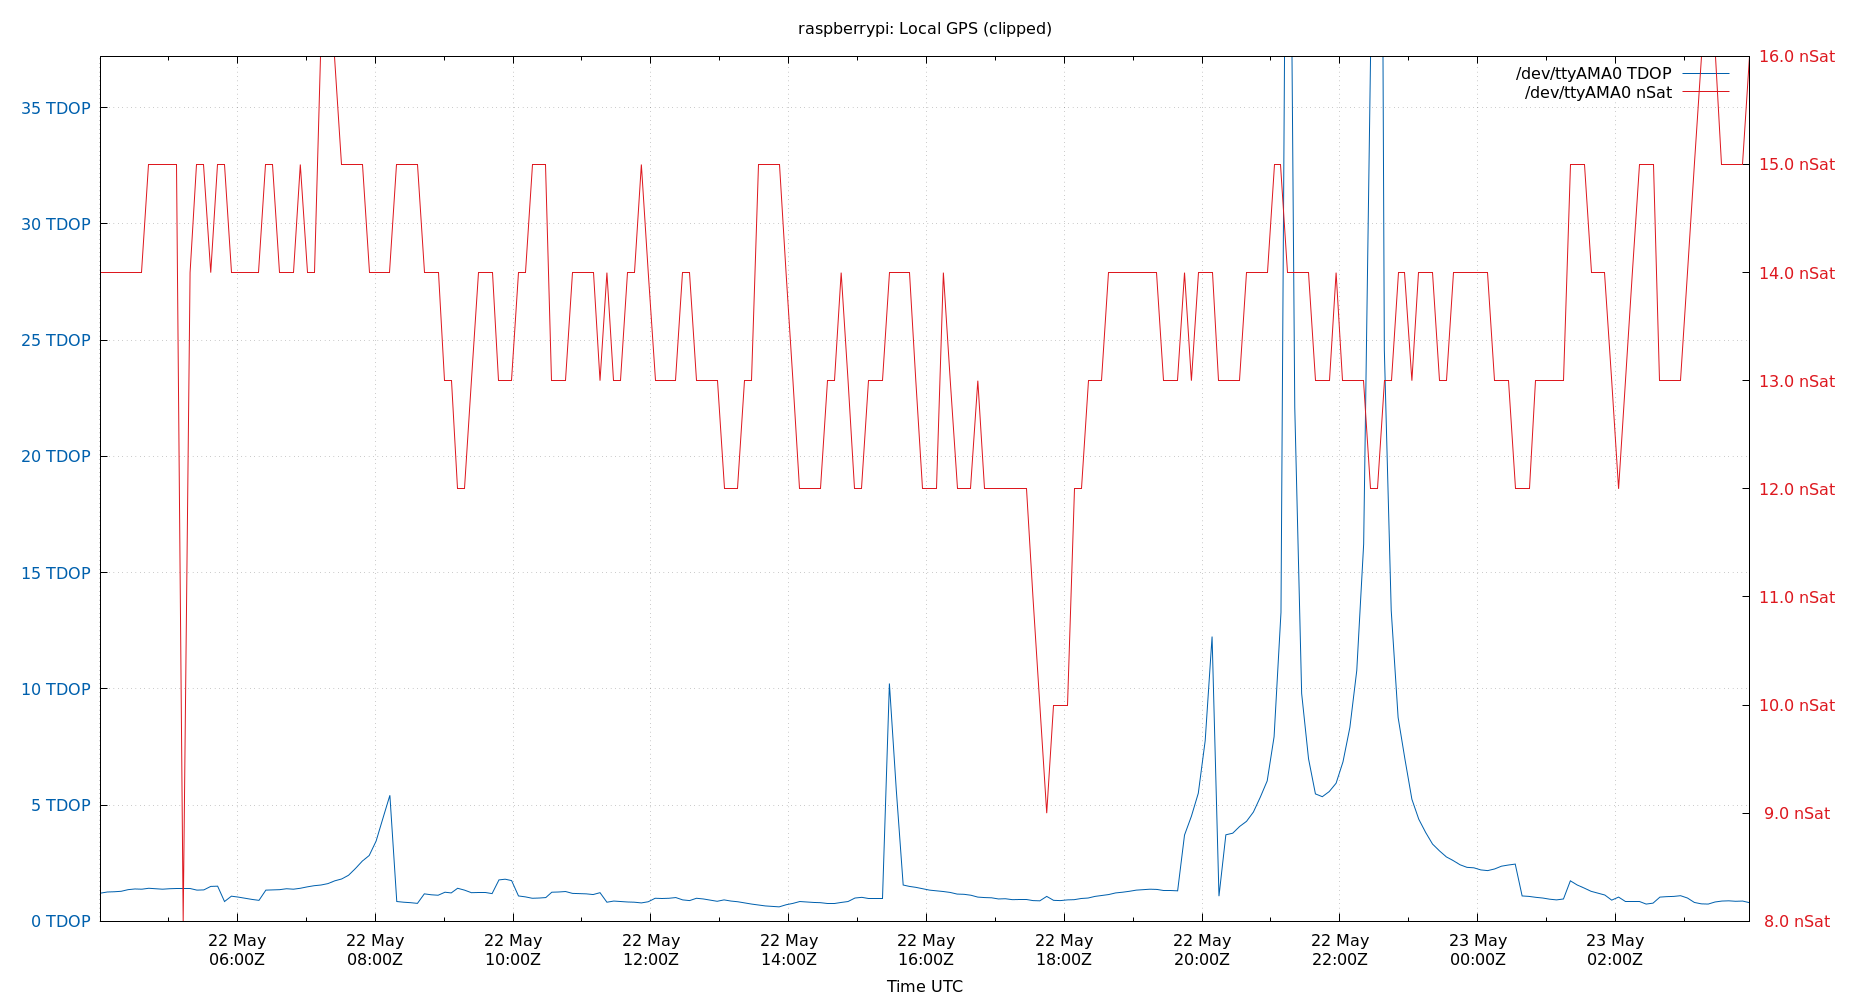 raspberrypi: Local GPS (clipped)
/dev/ttyAMA0 TDOP
/dev/ttyAMA0 nSat
35 TDOP
30 TDOP
25 TDOP
20 TDOP
15 TDOP
10 TDOP
5 TDOP
0 TDOP
16.0 nSat
15.0 nSat
14.0 nSat
13.0 nSat
12.0 nSat
11.0 nSat
10.0 nSat
9.0 nSat
8.0 nSat
22 May
06:00Z
22 May
08:00Z
22 May
10:00Z
22 May
12:00Z
22 May
14:00Z
22 May
16:00Z
22 May
18:00Z
22 May
20:00Z
22 May
22:00Z
23 May
00:00Z
23 May
02:00Z
Time UTC